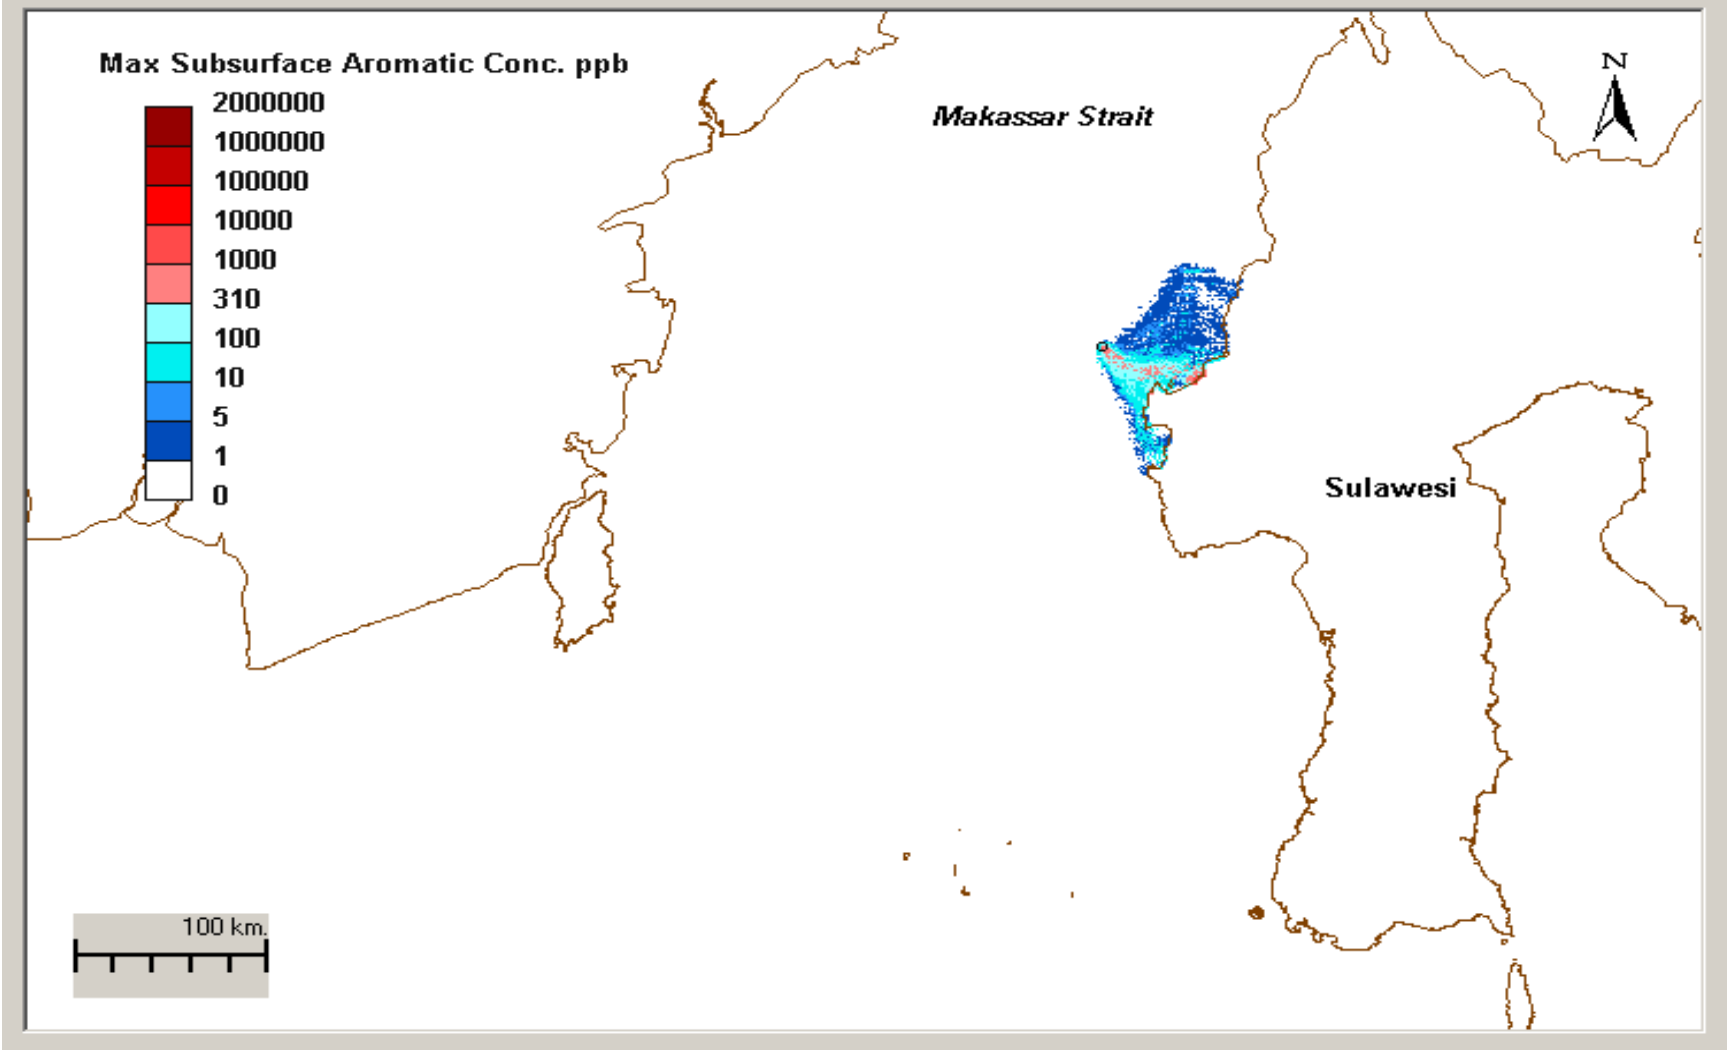 Max Subsurface Aromatic Conc. ppb
2000000
1000000
100000
10000
1000
310
100
10
5
1
0
Makassar Strait
N
Sulawesi
100 km.